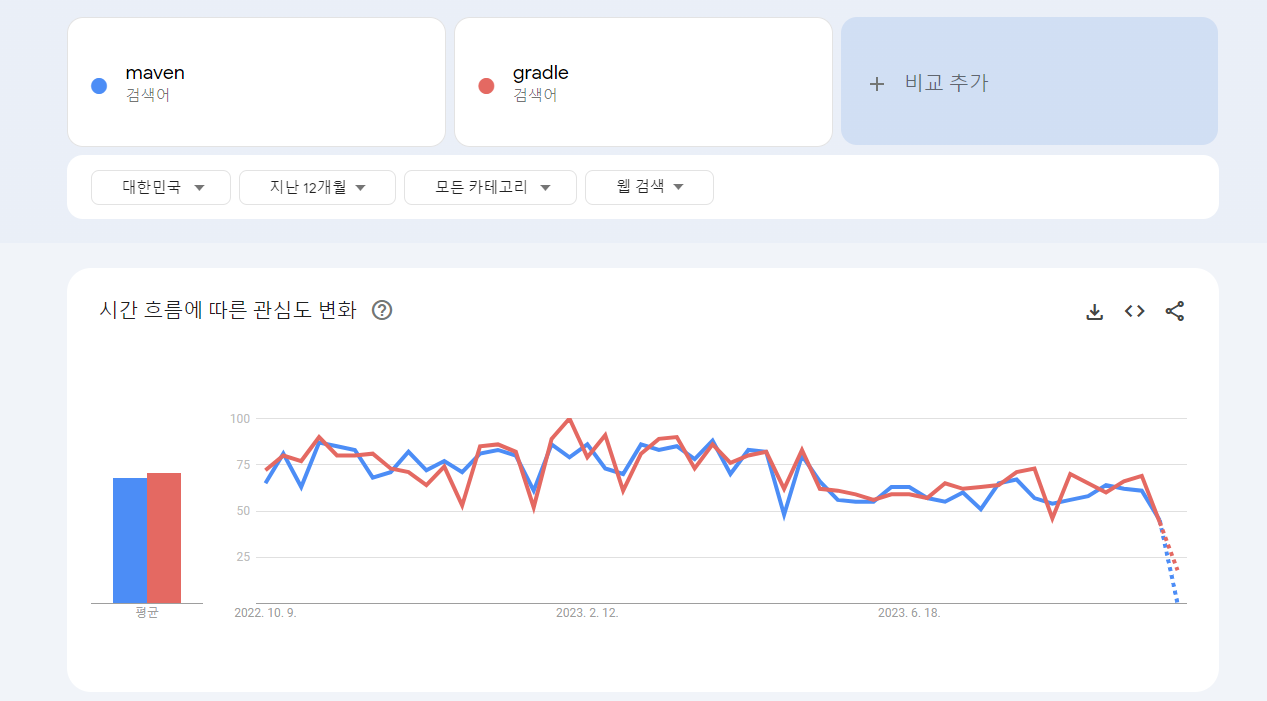 maven
검색어
gradle
검색어
+ 비교 추가
대한민국
지난 12개월
모든 카테고리
웹 검색
시간 흐름에 따른 관심도 변화
100
75
50
25
평균
2022. 10. 9.
2023. 2. 12.
2023. 6. 18.